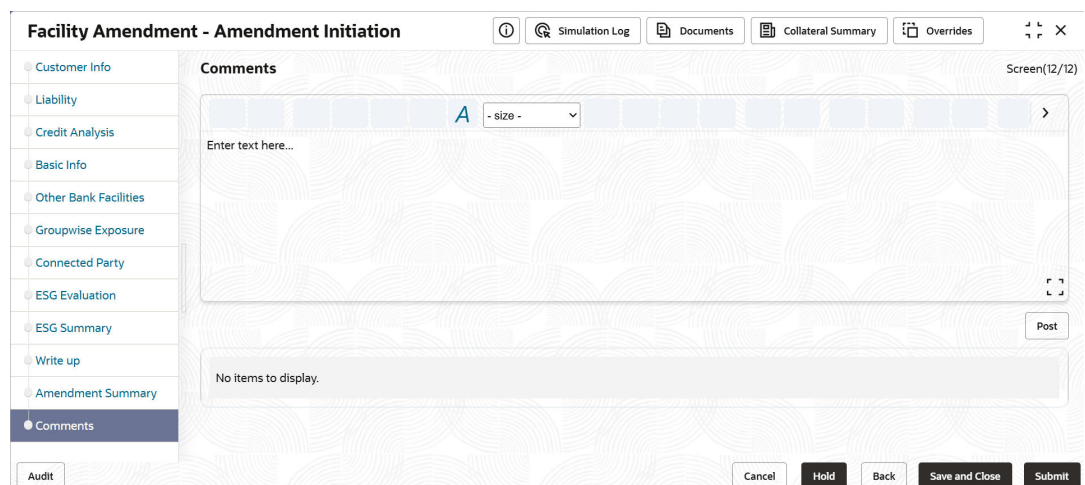 Facility Amendment - Amendment Initiation
Simulation Log
Documents
Collateral Summary
Overrides
Customer Info
Liability
Credit Analysis
Basic Info
Other Bank Facilities
Groupwise Exposure
Connected Party
ESG Evaluation
ESG Summary
Write up
Amendment Summary
Comments
Comments
Screen(12/12)
A
- size -
Enter text here...
Post
No items to display.
Audit
Cancel
Hold
Back
Save and Close
Submit